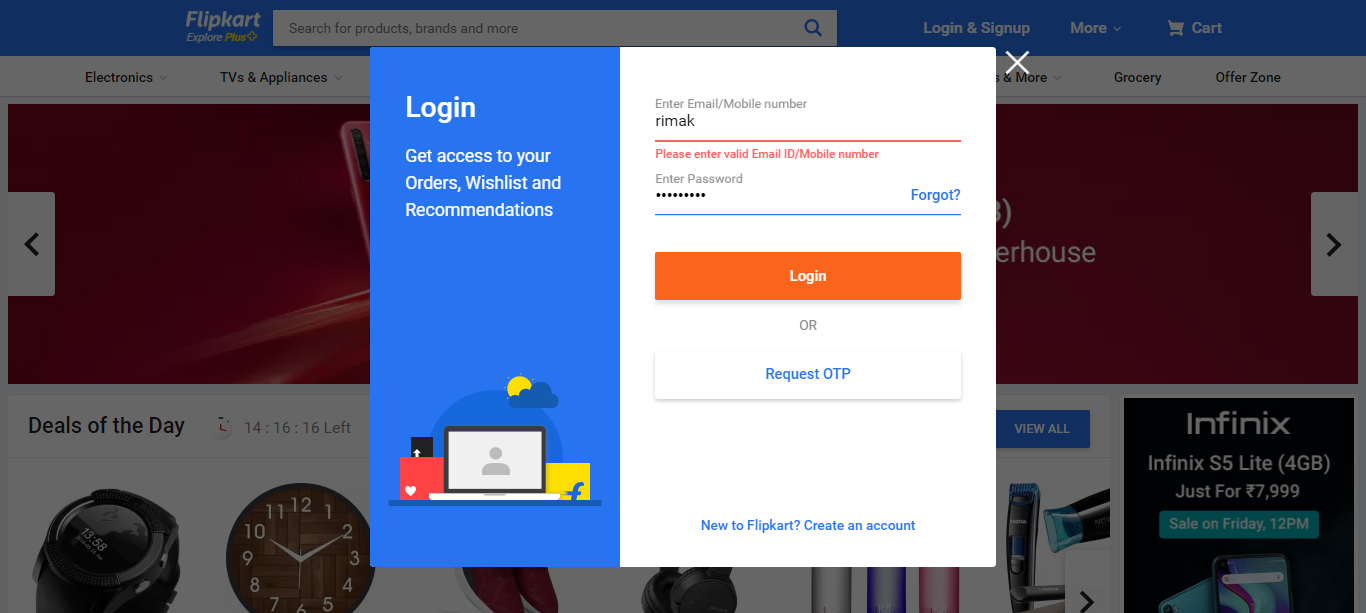 Flipkart
Explore Plus
Search for products, brands and more
Login & Signup
More
Cart
Electronics
TVs & Appliances
s & More
Grocery
Offer Zone
Login
Get access to your
Orders, Wishlist and
Recommendations
Enter Email/Mobile number
rimak
Please enter valid Email ID/Mobile number
Enter Password
•••••••••
Forgot?
Login
OR
Request OTP
New to Flipkart? Create an account
erhouse
Deals of the Day
14 : 16 : 16 Left
VIEW ALL
13:58
12
11
1
10
2
9
3
8
4
7
6
5
Infinix
Infinix S5 Lite (4GB)
Just For ₹7,999
Sale on Friday, 12PM